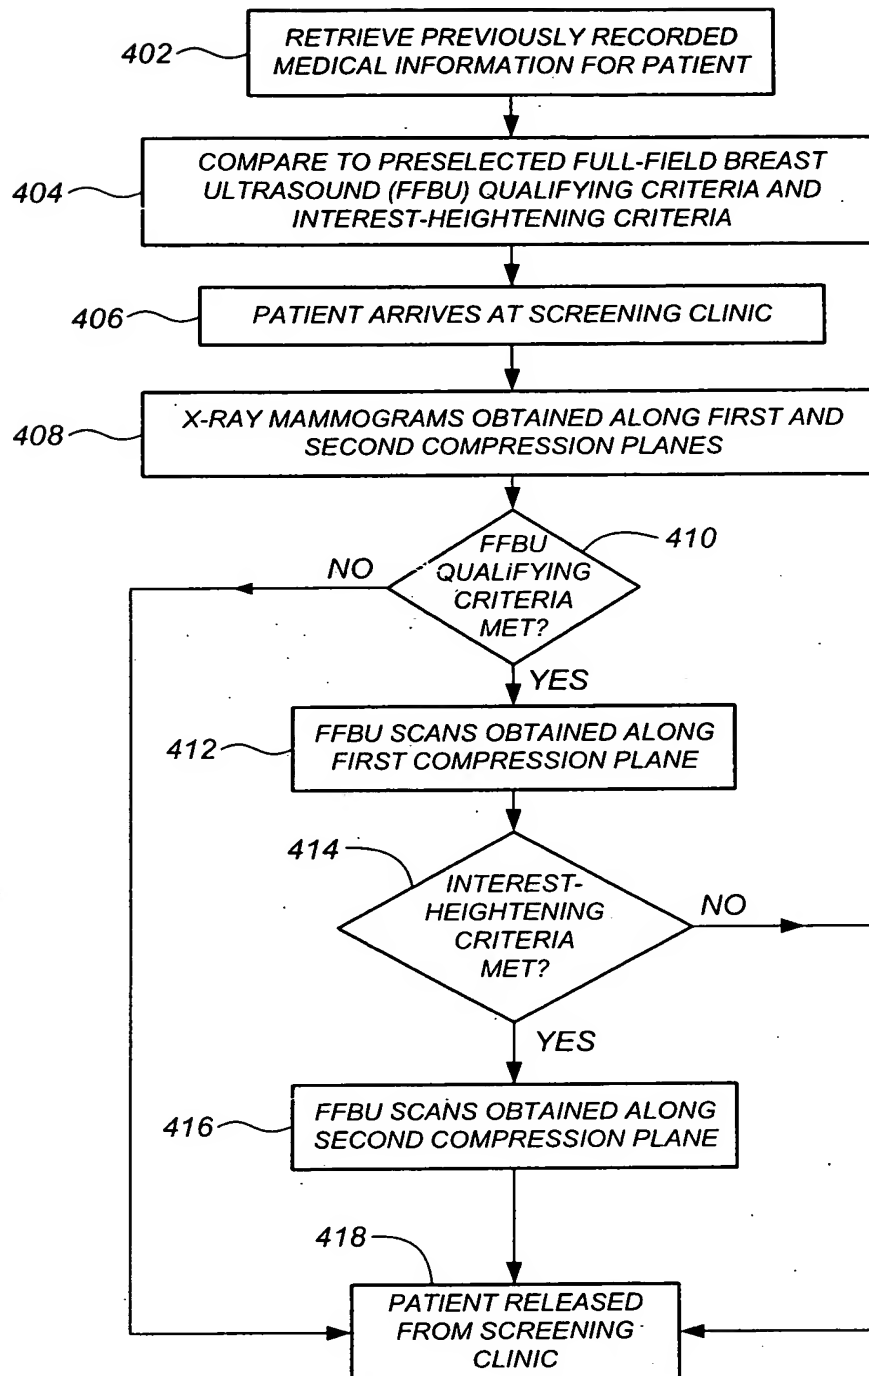 402
RETRIEVE PREVIOUSLY RECORDED
MEDICAL INFORMATION FOR PATIENT
404
COMPARE TO PRESELECTED FULL-FIELD BREAST
ULTRASOUND (FFBU) QUALIFYING CRITERIA AND
INTEREST-HEIGHTENING CRITERIA
406
PATIENT ARRIVES AT SCREENING CLINIC
408
X-RAY MAMMOGRAMS OBTAINED ALONG FIRST AND
SECOND COMPRESSION PLANES
410
FFBU
QUALIFYING
CRITERIA
MET?
NO
YES
412
FFBU SCANS OBTAINED ALONG
FIRST COMPRESSION PLANE
414
INTEREST-
HEIGHTENING
CRITERIA
MET?
NO
YES
416
FFBU SCANS OBTAINED ALONG
SECOND COMPRESSION PLANE
418
PATIENT RELEASED
FROM SCREENING
CLINIC